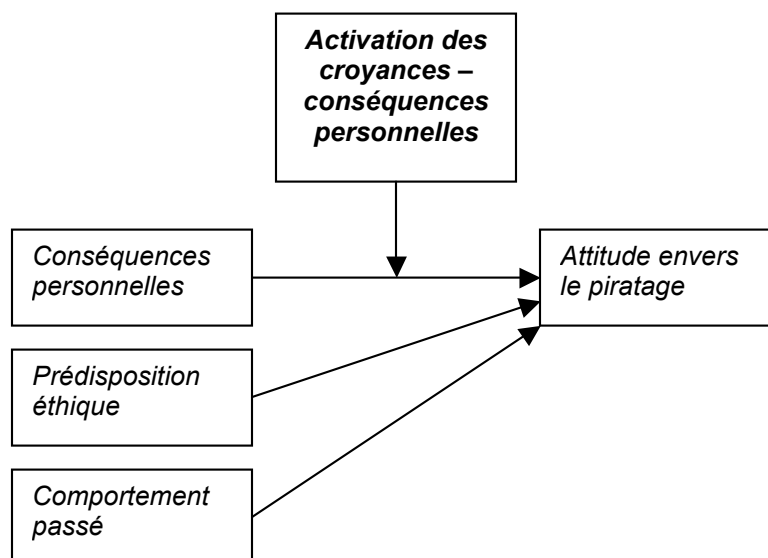 Activation des
croyances –
conséquences
personnelles
Conséquences
personnelles
Attitude envers
le piratage
Prédisposition
éthique
Comportement
passé